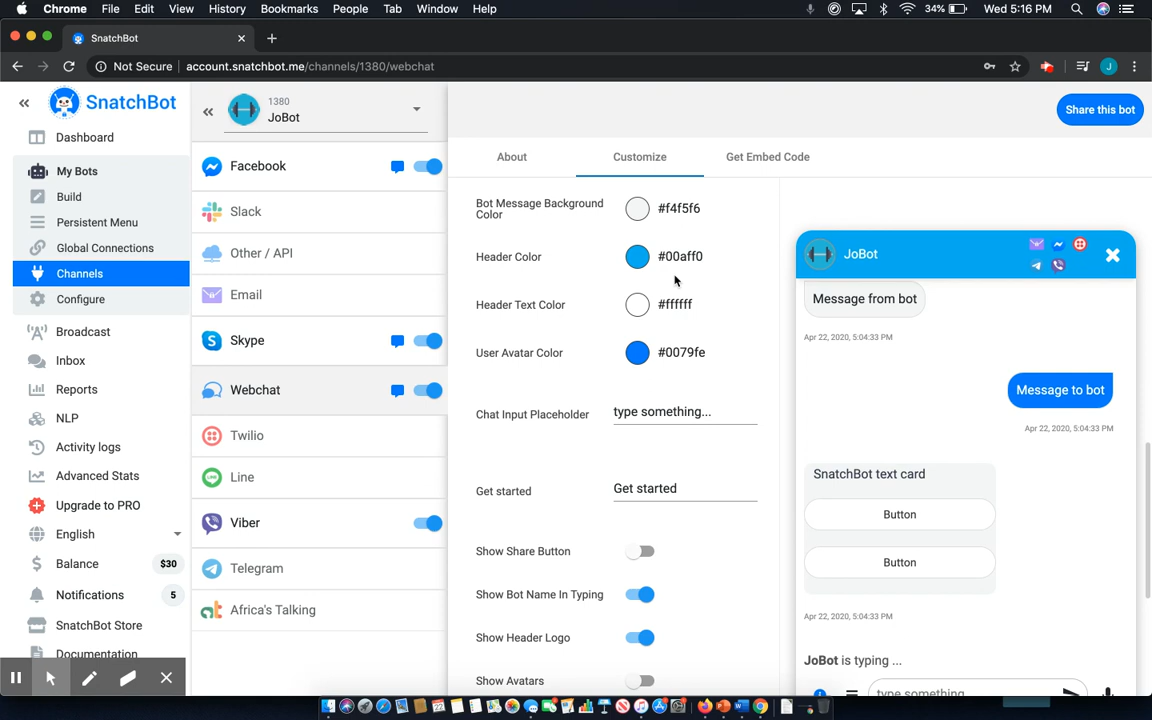 Chrome File Edit View History Bookmarks People Tab Window Help 34% Wed 5:16 PM
SnatchBot
Not Secure account.snatchbot.me/channels/1380/webchat
SnatchBot
Dashboard
My Bots
Build
Persistent Menu
Global Connections
Channels
Configure
Broadcast
Inbox
Reports
NLP
Activity logs
Advanced Stats
Upgrade to PRO
English
Balance $30
Notifications 5
SnatchBot Store
Documentation
1380
JoBot
Facebook
Slack
Other / API
Email
Skype
Webchat
Twilio
Line
Viber
Telegram
Africa's Talking
Share this bot
About Customize Get Embed Code
Bot Message Background
Color #f4f5f6
Header Color #00aff0
Header Text Color #ffffff
User Avatar Color #0079fe
Chat Input Placeholder type something...
Get started Get started
Show Share Button
Show Bot Name In Typing
Show Header Logo
Show Avatars
JoBot
Message from bot
Apr 22, 2020, 5:04:33 PM
Message to bot
Apr 22, 2020, 5:04:33 PM
SnatchBot text card
Button
Button
Apr 22, 2020, 5:04:33 PM
JoBot is typing ...
type something